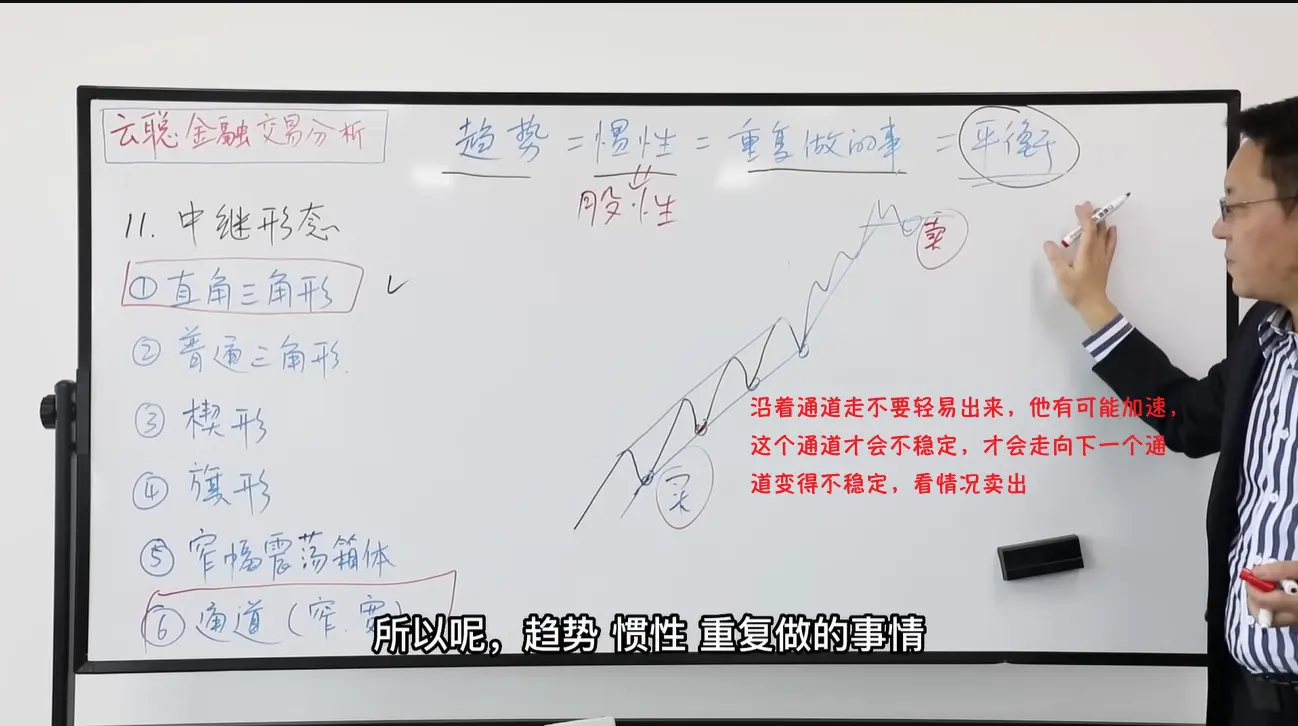 云聪金融交易分析
趋势=惯性=重复做的事=平衡
股性
11. 中继形态
①直角三角形 ✓
②普通三角形.
③楔形
④旗形
⑤窄幅震荡箱体
⑥通道(窄.宽)
卖
买
沿着通道走不要轻易出来，他有可能加速，
这个通道才会不稳定，才会走向下一个通
道变得不稳定，看情况卖出
所以呢，趋势 惯性 重复做的事情